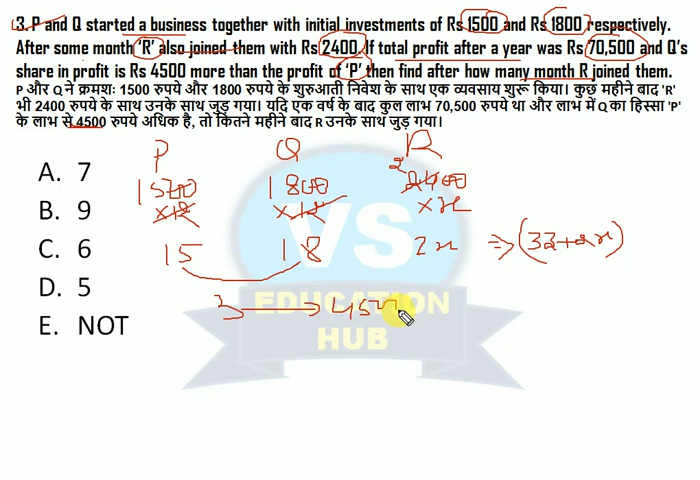 3. P and Q started a business together with initial investments of Rs 1500 and Rs 1800 respectively.
After some month 'R' also joined them with Rs 2400. If total profit after a year was Rs 70,500 and Q's
share in profit is Rs 4500 more than the profit of 'P' then find after how many month R joined them.
P और Q ने क्रमशः 1500 रुपये और 1800 रुपये के शुरुआती निवेश के साथ एक व्यवसाय शुरू किया। कुछ महीने बाद 'R'
भी 2400 रुपये के साथ उनके साथ जुड़ गया। यदि एक वर्ष के बाद कुल लाभ 70,500 रुपये था और लाभ में Q का हिस्सा 'P'
के लाभ से 4500 रुपये अधिक है, तो कितने महीने बाद R उनके साथ जुड़ गया।
P Q R
A. 7
1500 1800 2 2400
B. 9
×12 ×12 ×x
C. 6
15 18 2x ⇒ (33+2x)
D. 5
3 → 450
E. NOT
VS
EDUCATION
HUB